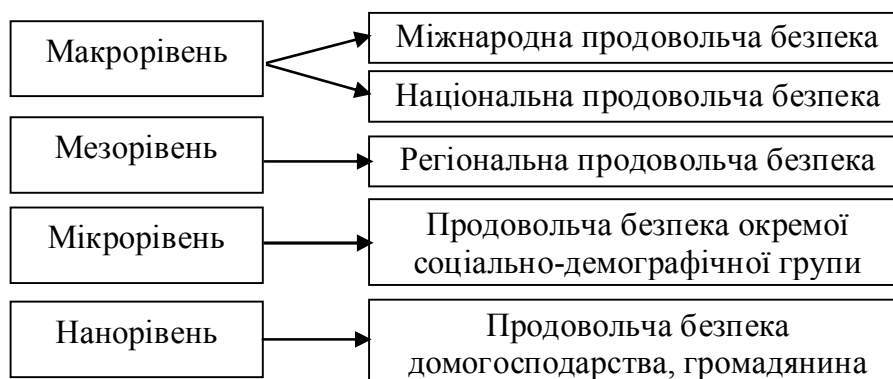 Макрорівень
Міжнародна продовольча безпека
Національна продовольча безпека
Мезорівень
Регіональна продовольча безпека
Мікрорівень
Продовольча безпека окремої
соціально-демографічної групи
Нанорівень
Продовольча безпека
домогосподарства, громадянина